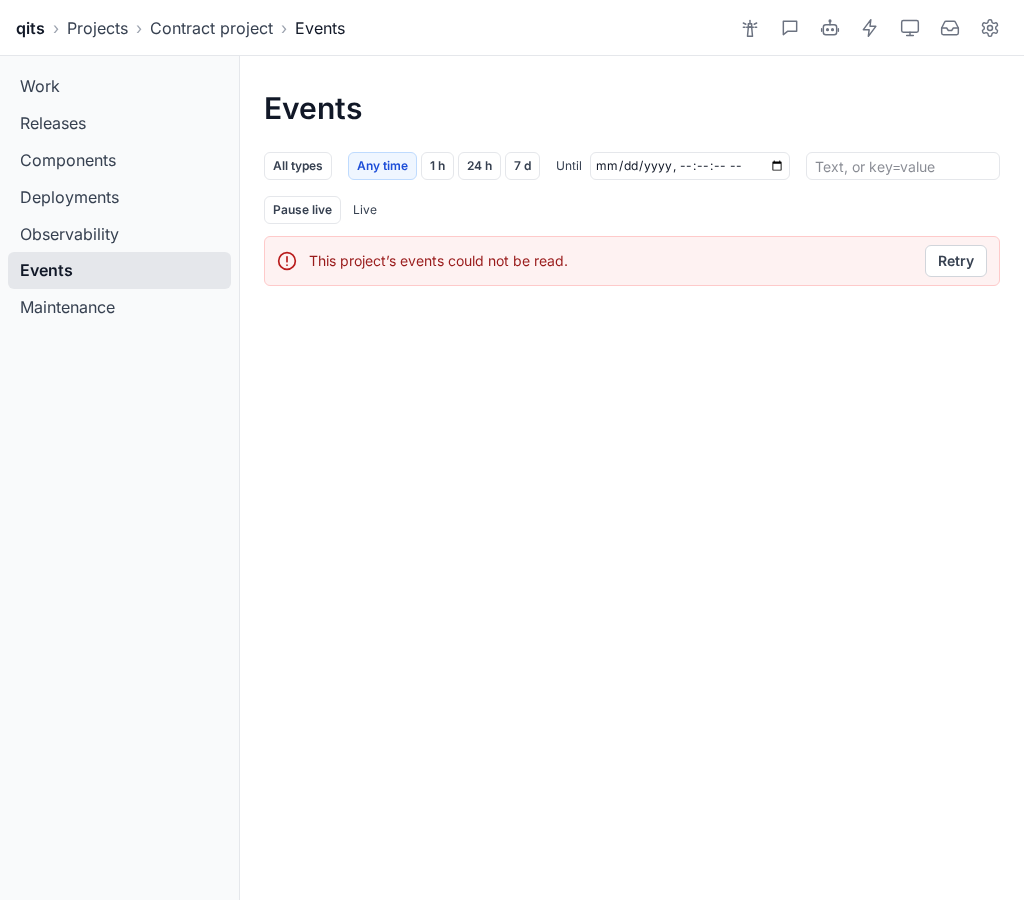 qits › Projects › Contract project › Events
Work
Releases
Components
Deployments
Observability
Events
Maintenance
Events
All types Any time 1 h 24 h 7 d Until mm/dd/yyyy, --:--:-- -- Text, or key=value
Pause live Live
This project’s events could not be read. Retry